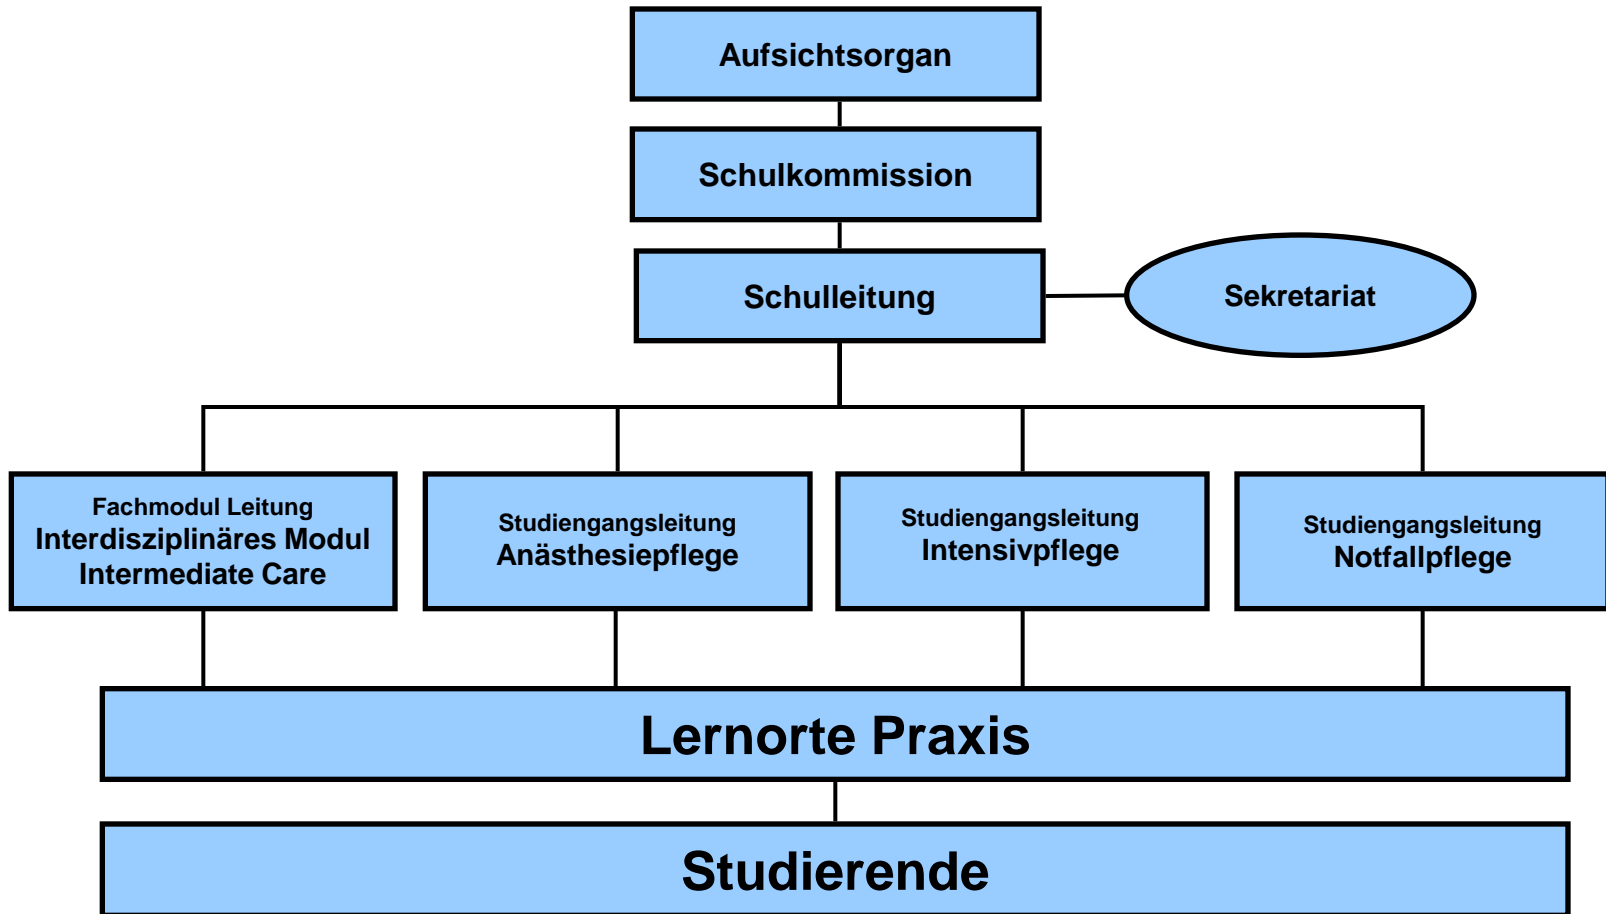 Aufsichtsorgan
Schulkommission
Schulleitung
Sekretariat
Fachmodul Leitung
Interdisziplinäres Modul
Intermediate Care
Studiengangsleitung
Anästhesiepflege
Studiengangsleitung
Intensivpflege
Studiengangsleitung
Notfallpflege
Lernorte Praxis
Studierende